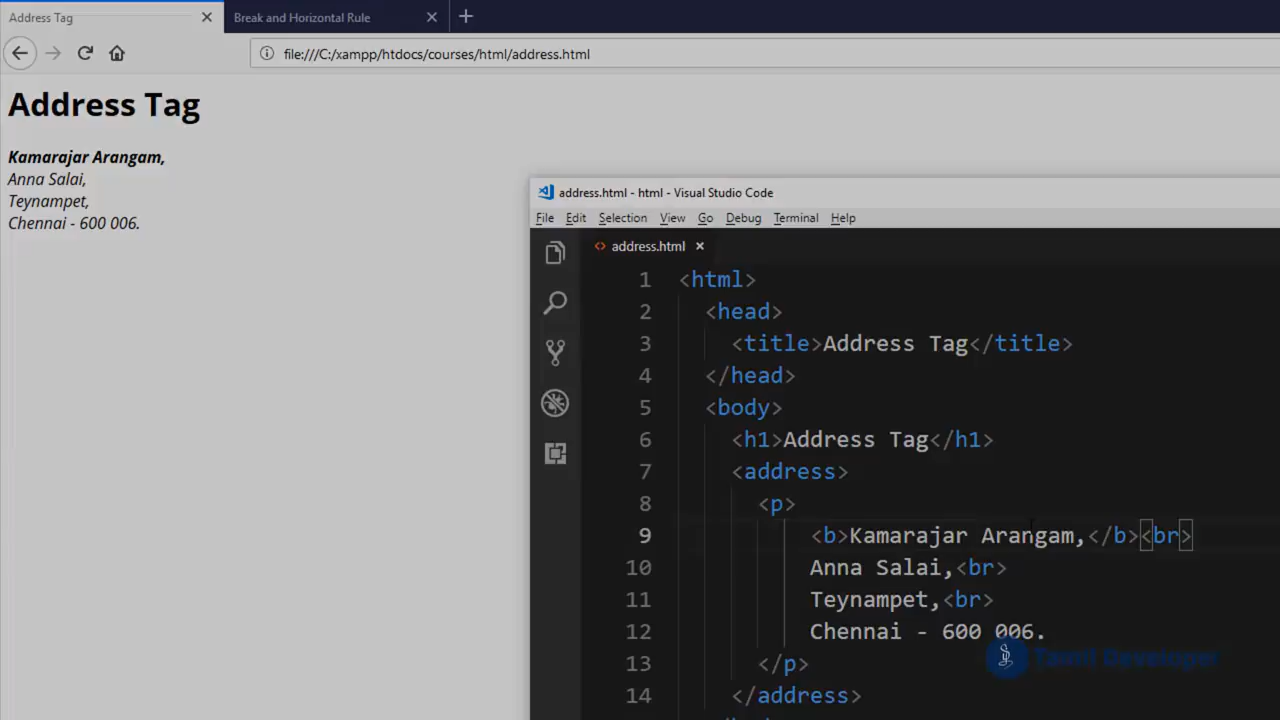 Address Tag
Break and Horizontal Rule
file:///C:/xampp/htdocs/courses/html/address.html
Address Tag
Kamarajar Arangam,
Anna Salai,
Teynampet,
Chennai - 600 006.
address.html - html - Visual Studio Code
File Edit Selection View Go Debug Terminal Help
address.html
1 <html>
2 <head>
3 <title>Address Tag</title>
4 </head>
5 <body>
6 <h1>Address Tag</h1>
7 <address>
8 <p>
9 <b>Kamarajar Arangam,</b><br>
10 Anna Salai,<br>
11 Teynampet,<br>
12 Chennai - 600 006.
13 </p>
14 </address>
Tamil Developer